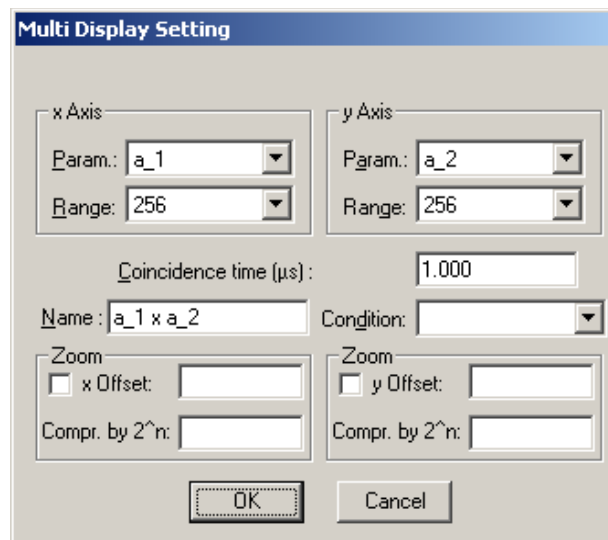 Multi Display Setting
x Axis
Param.: a_1
Range: 256
y Axis
Param.: a_2
Range: 256
Coincidence time (µs) : 1.000
Name : a_1 x a_2
Condition:
Zoom
x Offset:
Compr. by 2^n:
Zoom
y Offset:
Compr. by 2^n:
OK
Cancel